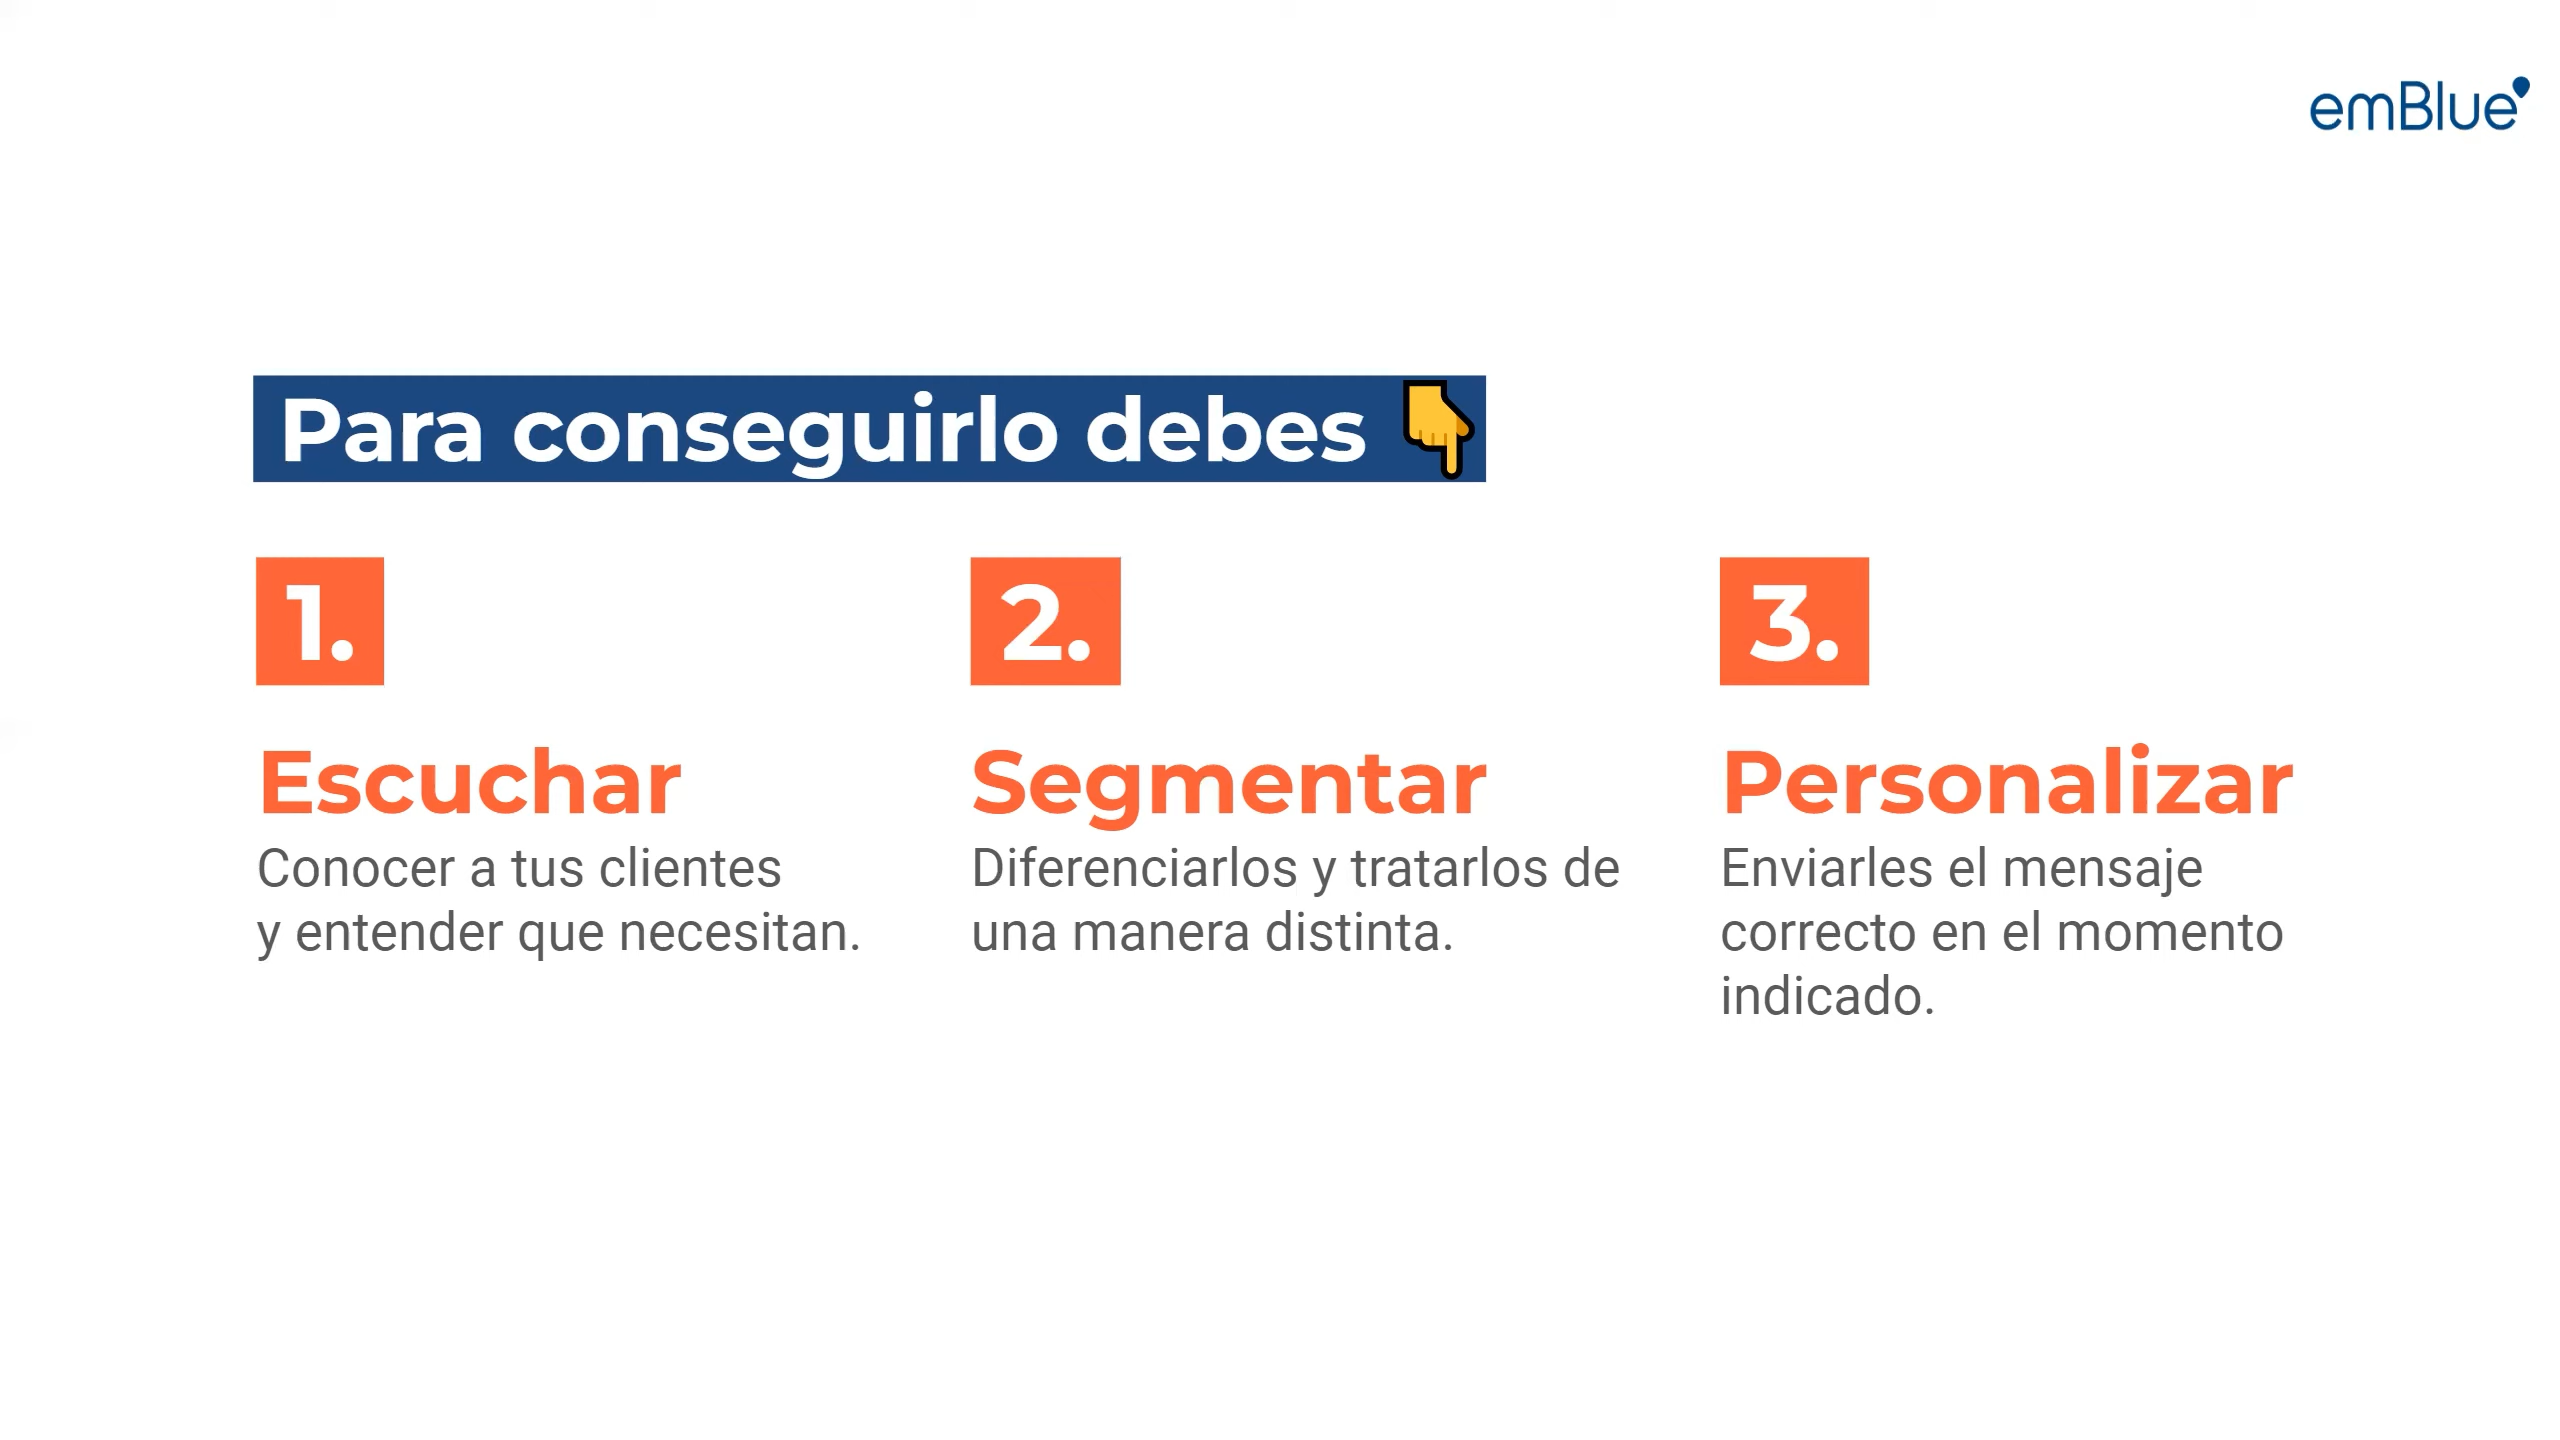 emBlue
Para conseguirlo debes 👇
1.
Escuchar
Conocer a tus clientes
y entender que necesitan.
2.
Segmentar
Diferenciarlos y tratarlos de
una manera distinta.
3.
Personalizar
Enviarles el mensaje
correcto en el momento
indicado.